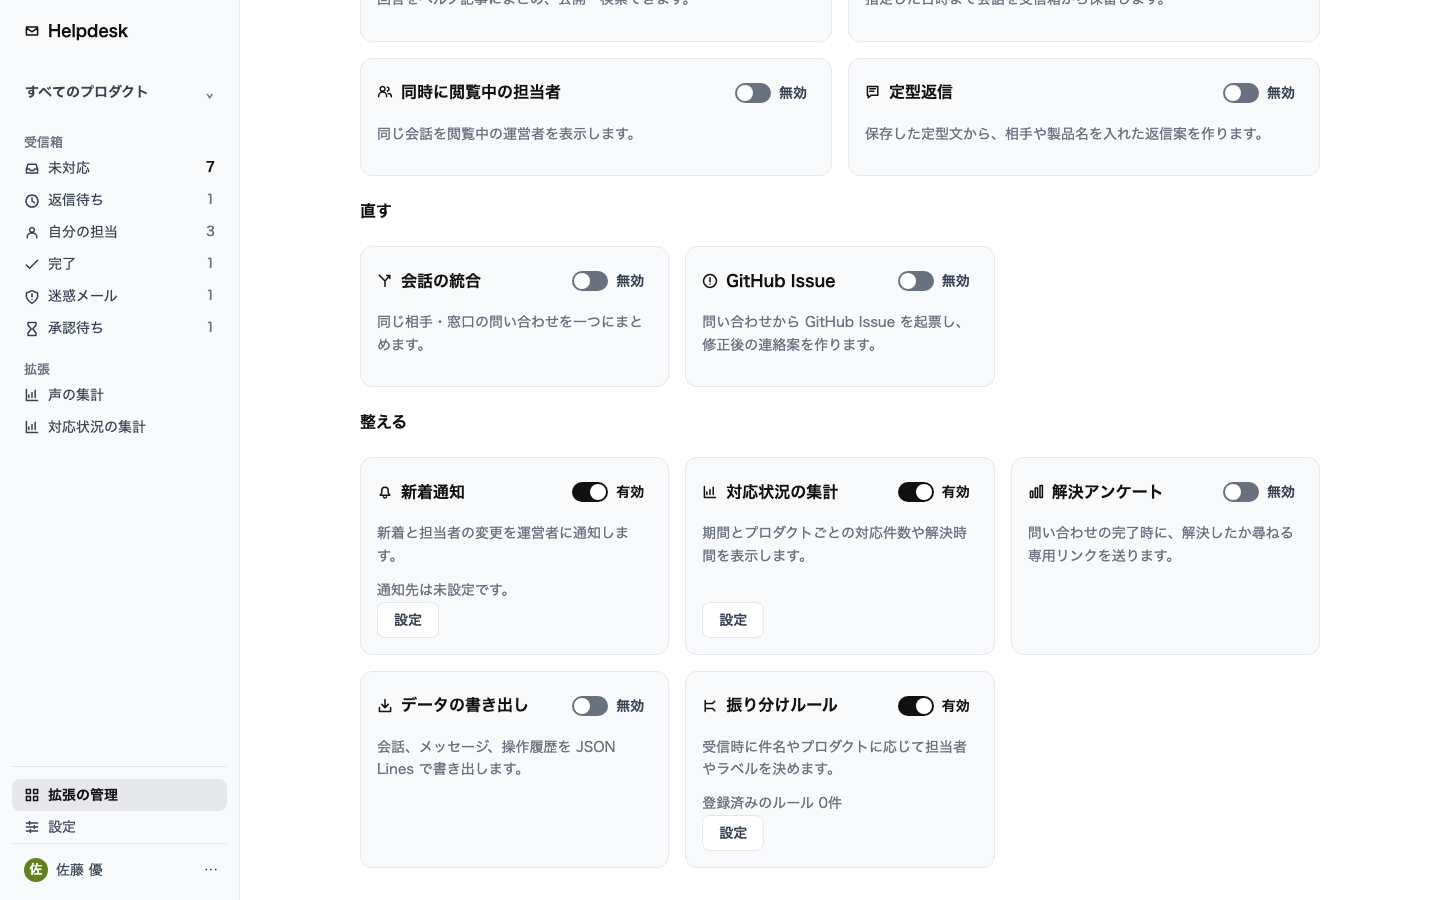 Helpdesk
すべてのプロダクト
受信箱
未対応 7
返信待ち 1
自分の担当 3
完了 1
迷惑メール 1
承認待ち 1
拡張
声の集計
対応状況の集計
拡張の管理
設定
佐 佐藤 優 …
同時に閲覧中の担当者 無効
同じ会話を閲覧中の運営者を表示します。
定型返信 無効
保存した定型文から、相手や製品名を入れた返信案を作ります。
直す
会話の統合 無効
同じ相手・窓口の問い合わせを一つにまと
めます。
GitHub Issue 無効
問い合わせから GitHub Issue を起票し、
修正後の連絡案を作ります。
整える
新着通知 有効
新着と担当者の変更を運営者に通知しま
す。
通知先は未設定です。
設定
対応状況の集計 有効
期間とプロダクトごとの対応件数や解決時
間を表示します。
設定
解決アンケート 無効
問い合わせの完了時に、解決したか尋ねる
専用リンクを送ります。
データの書き出し 無効
会話、メッセージ、操作履歴を JSON
Lines で書き出します。
振り分けルール 有効
受信時に件名やプロダクトに応じて担当者
やラベルを決めます。
登録済みのルール 0件
設定